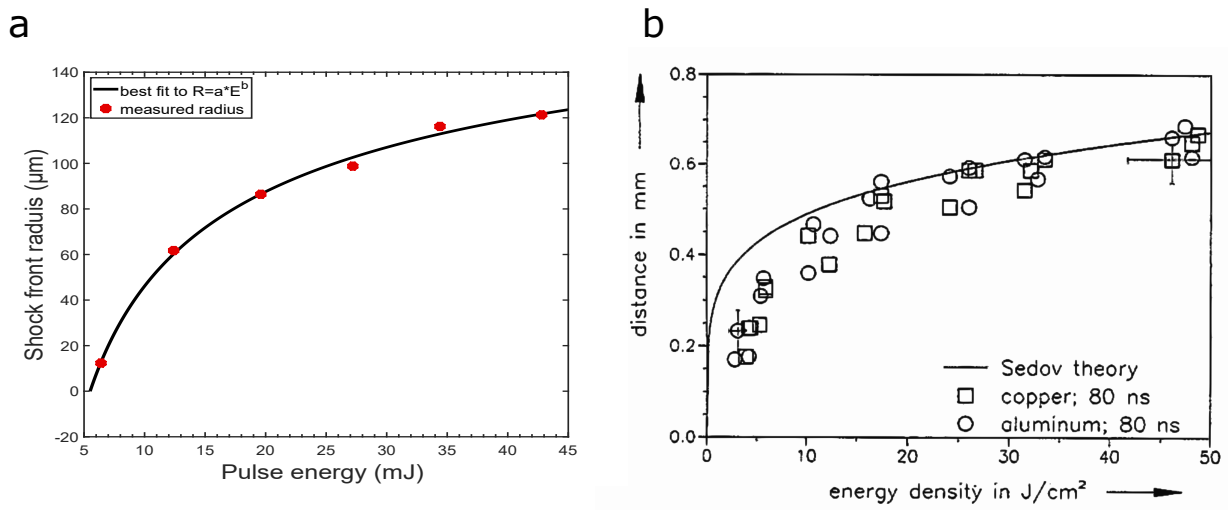 a
b
140
120
100
80
60
40
20
0
-20
best fit to R=a*E^b
measured radius
Shock front raduis (μm)
5 10 15 20 25 30 35 40 45
Pulse energy (mJ)
0.8
0.6
0.4
0.2
0.0
distance in mm
Sedov theory
copper; 80 ns
aluminum; 80 ns
0 10 20 30 40 50
energy density in J/cm²